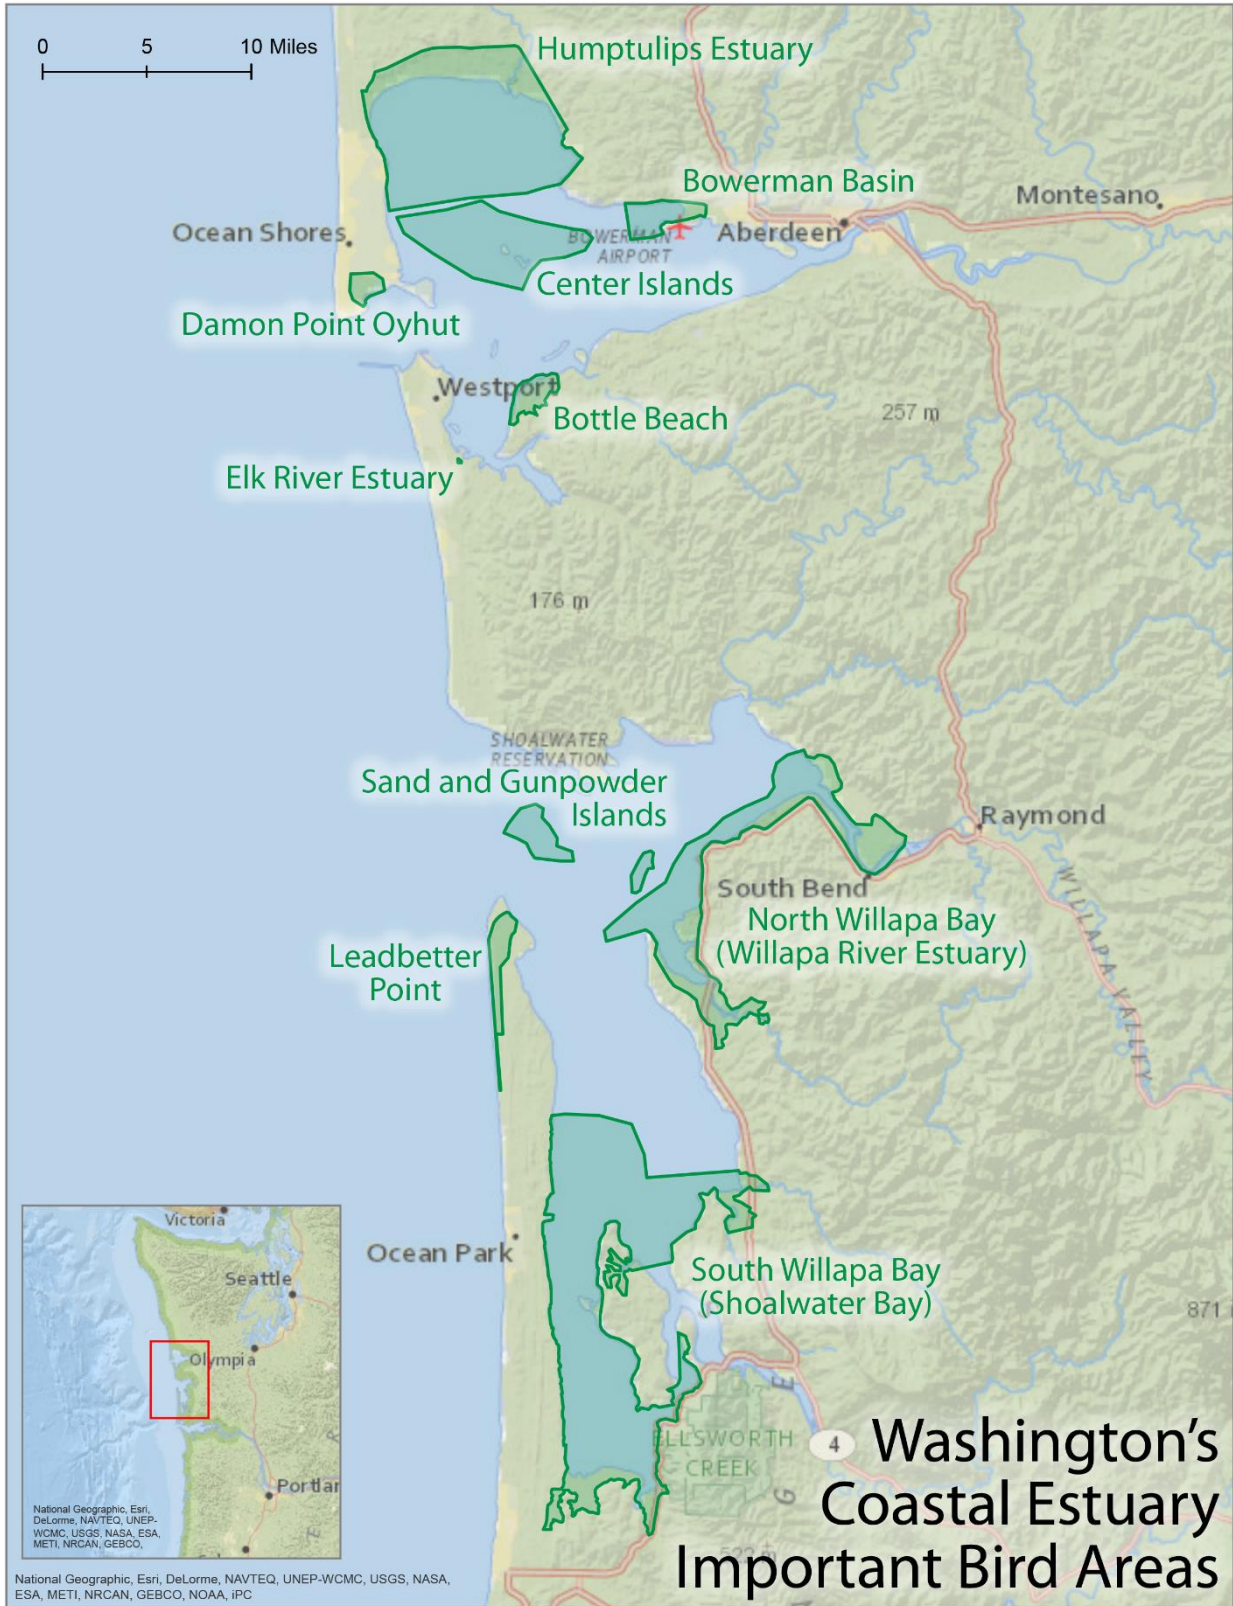 0 5 10 Miles
Humptulips Estuary
Bowerman Basin
Montesano
Ocean Shores
BOWERMAN
AIRPORT
Aberdeen
Center Islands
Damon Point Oyhut
Westport
Bottle Beach
257 m
Elk River Estuary
176 m
SHOALWATER
RESERVATION
Sand and Gunpowder
Islands
Raymond
South Bend
North Willapa Bay
(Willapa River Estuary)
WILLAPA VALLEY
Leadbetter
Point
Ocean Park
South Willapa Bay
(Shoalwater Bay)
871
ELLSWORTH
CREEK
4
Washington's
Coastal Estuary
Important Bird Areas
Victoria
Seattle
Olympia
Portlan
National Geographic, Esri,
DeLorme, NAVTEQ, UNEP-
WCMC, USGS, NASA, ESA,
METI, NRCAN, GEBCO,
National Geographic, Esri, DeLorme, NAVTEQ, UNEP-WCMC, USGS, NASA,
ESA, METI, NRCAN, GEBCO, NOAA, iPC